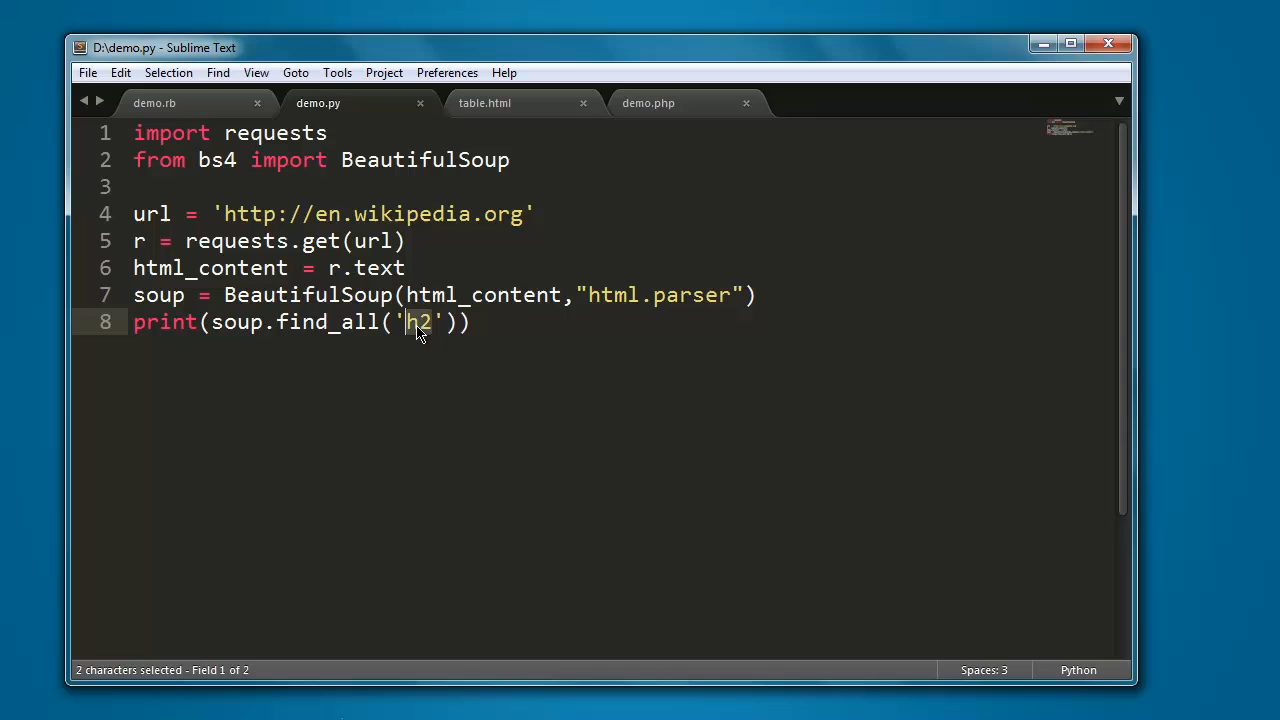 D:\demo.py - Sublime Text
File Edit Selection Find View Goto Tools Project Preferences Help
demo.rb demo.py table.html demo.php
1 import requests
2 from bs4 import BeautifulSoup
3
4 url = 'http://en.wikipedia.org'
5 r = requests.get(url)
6 html_content = r.text
7 soup = BeautifulSoup(html_content,"html.parser")
8 print(soup.find_all('h2'))
2 characters selected - Field 1 of 2 Spaces: 3 Python